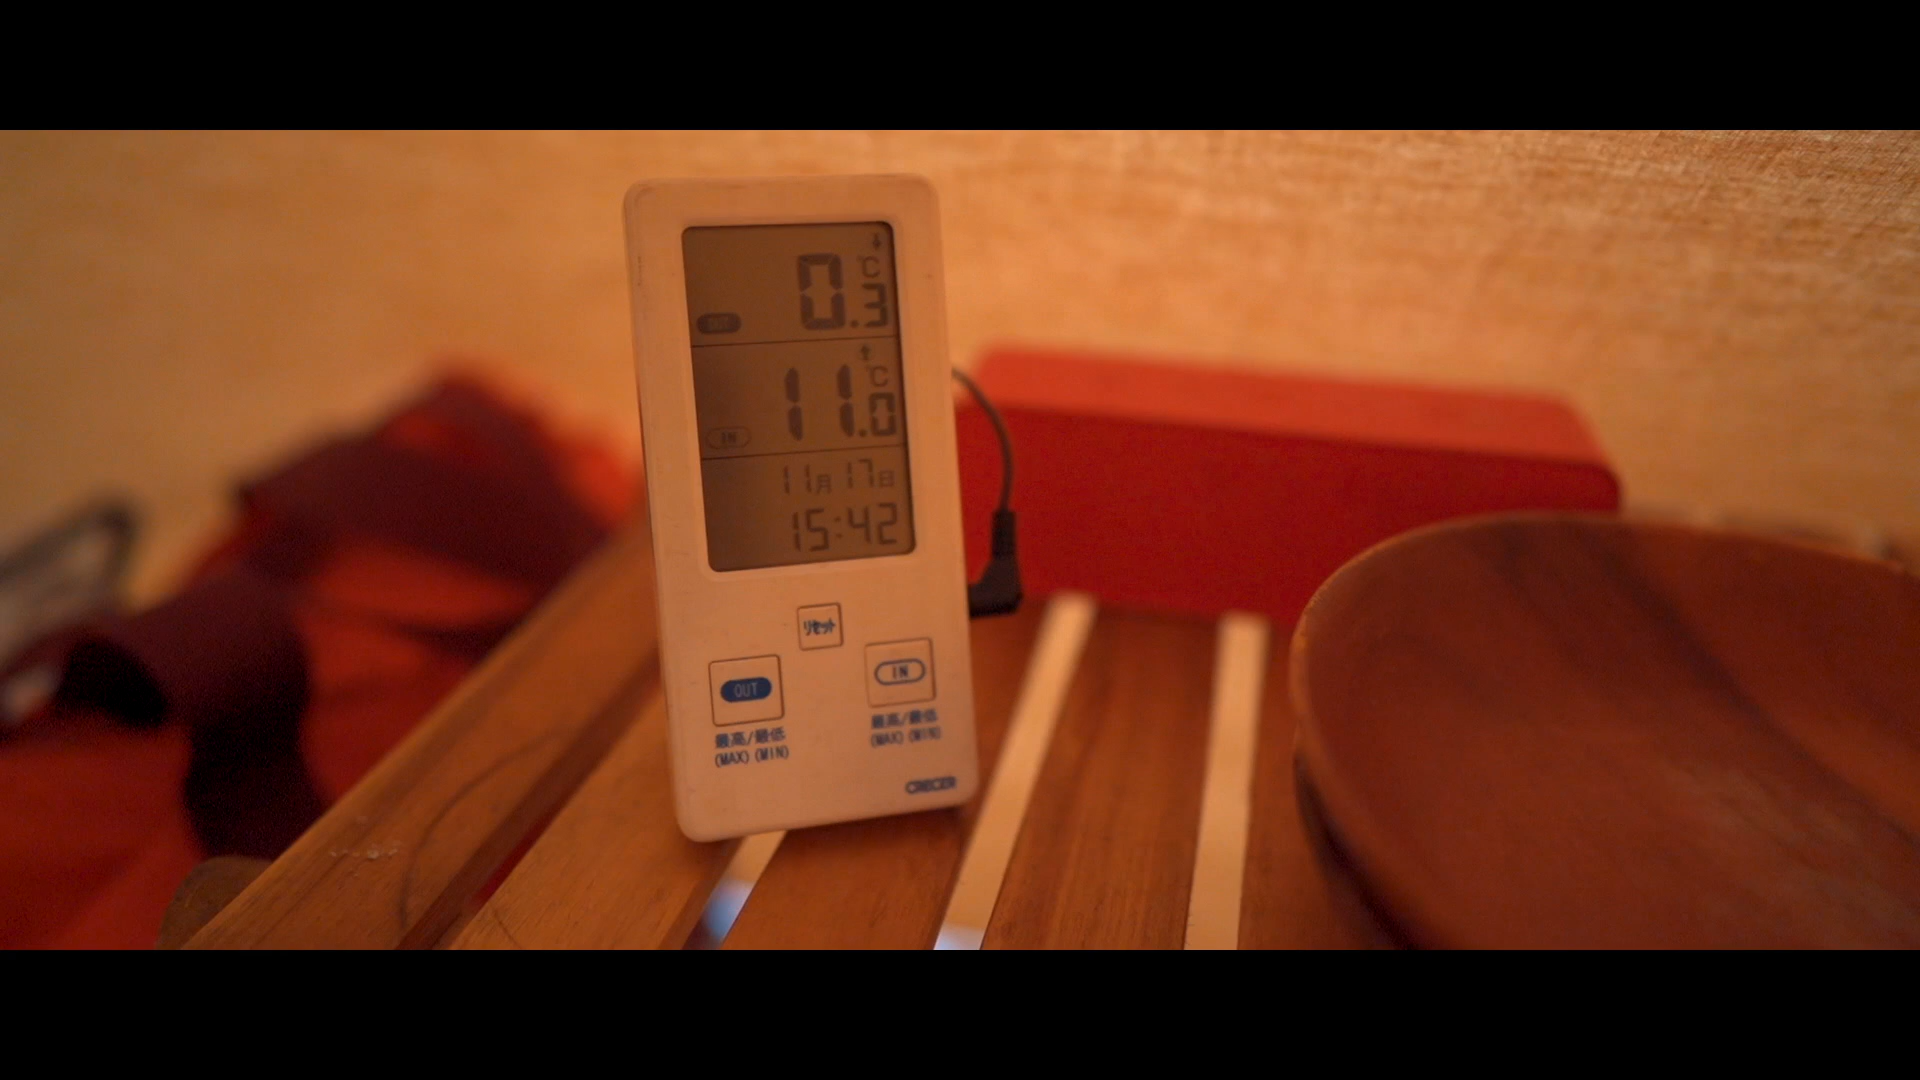 ℃
0.3
OUT
℃
11.0
IN
11月17日
15:42
リセット
OUT
IN
最高/最低
(MAX) (MIN)
最高/最低
(MAX) (MIN)
CRECER